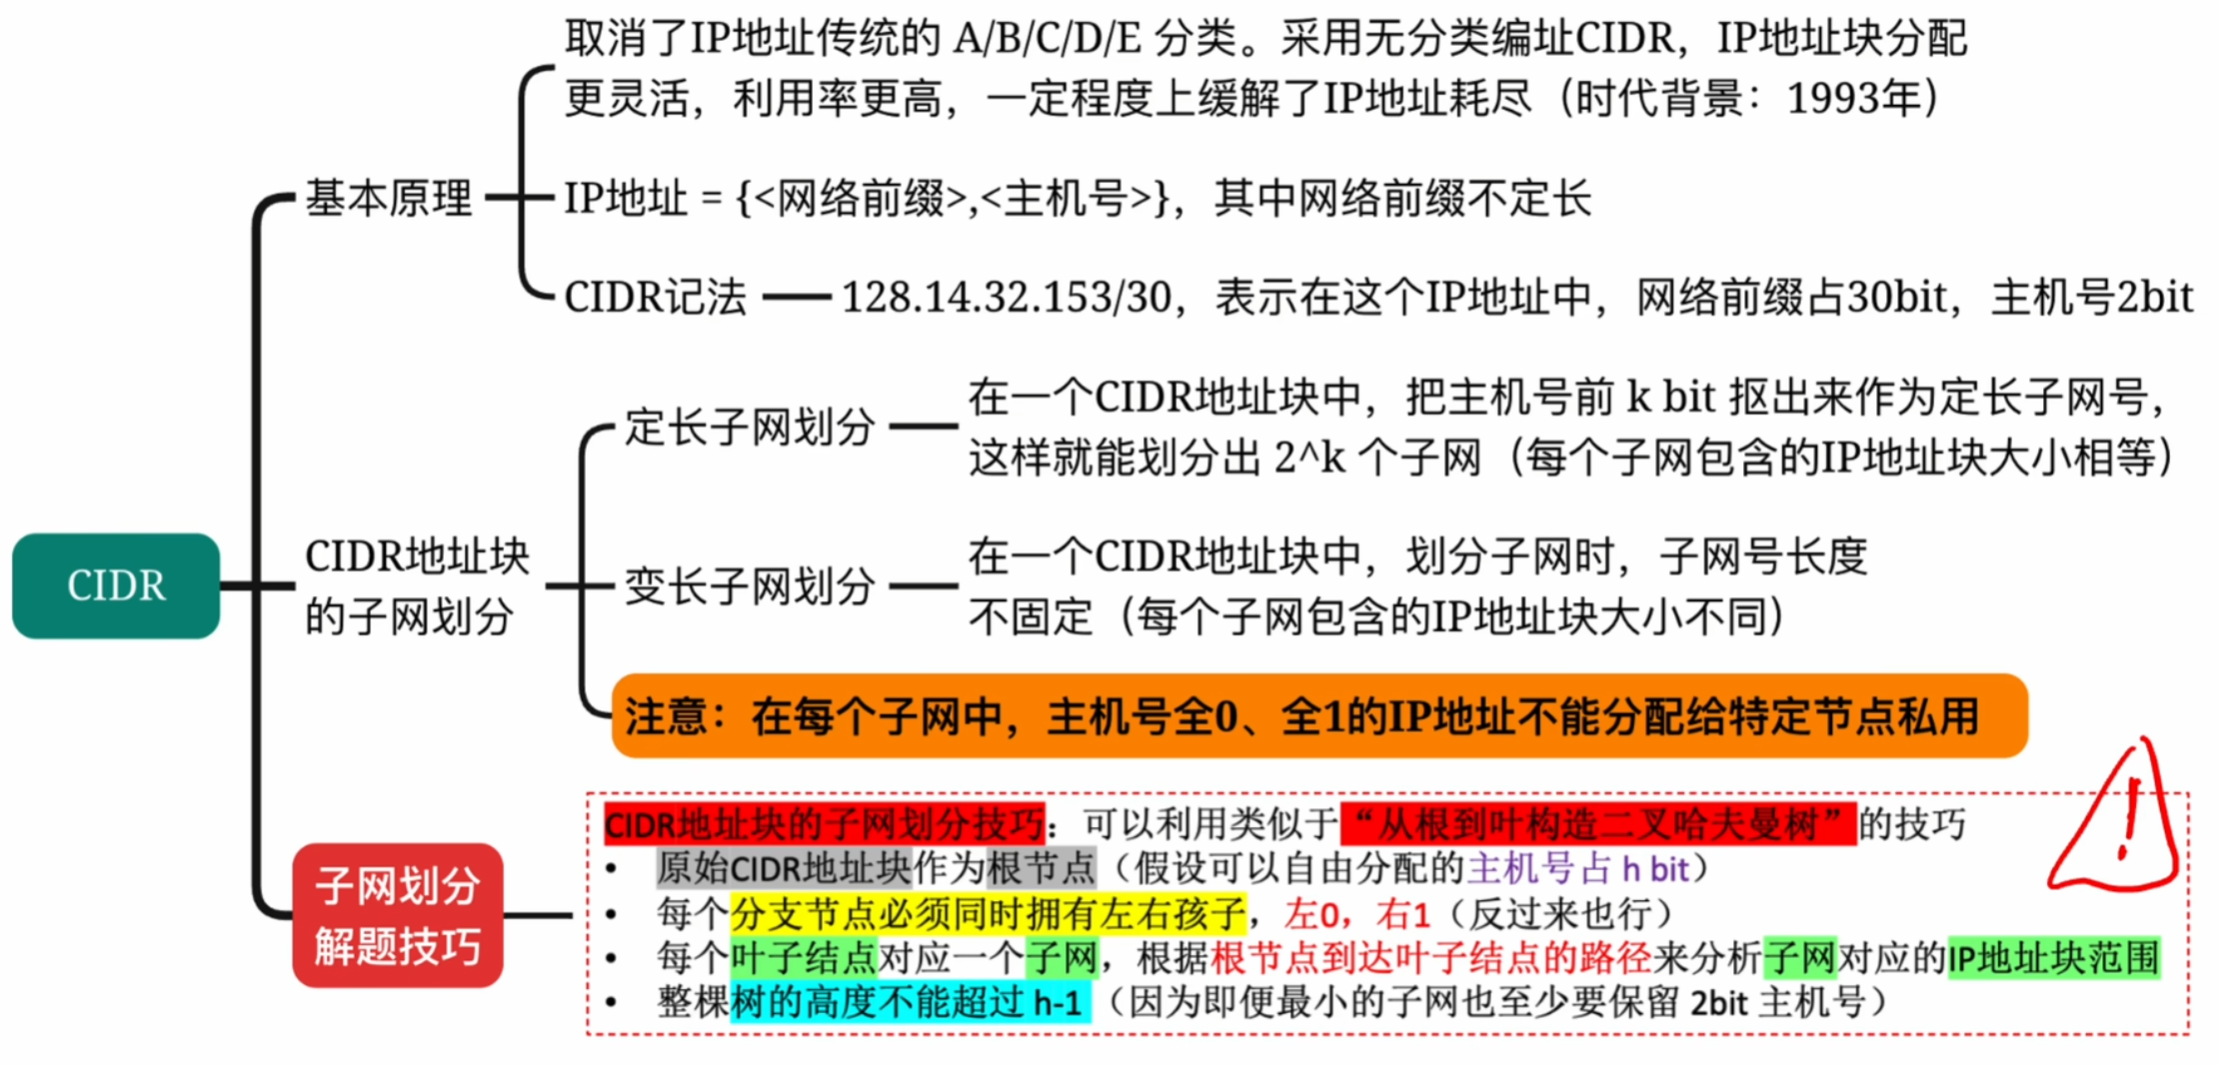 取消了IP地址传统的 A/B/C/D/E 分类。采用无分类编址CIDR，IP地址块分配
更灵活，利用率更高，一定程度上缓解了IP地址耗尽（时代背景：1993年）
基本原理
IP地址 = {<网络前缀>,<主机号>}，其中网络前缀不定长
CIDR记法
128.14.32.153/30，表示在这个IP地址中，网络前缀占30bit，主机号2bit
CIDR
CIDR地址块
的子网划分
定长子网划分
在一个CIDR地址块中，把主机号前 k bit 抠出来作为定长子网号，
这样就能划分出 2^k 个子网（每个子网包含的IP地址块大小相等）
变长子网划分
在一个CIDR地址块中，划分子网时，子网号长度
不固定（每个子网包含的IP地址块大小不同）
注意：在每个子网中，主机号全0、全1的IP地址不能分配给特定节点私用
子网划分
解题技巧
CIDR地址块的子网划分技巧：可以利用类似于“从根到叶构造二叉哈夫曼树”的技巧
• 原始CIDR地址块作为根节点（假设可以自由分配的主机号占 h bit）
• 每个分支节点必须同时拥有左右孩子，左0，右1（反过来也行）
• 每个叶子结点对应一个子网，根据根节点到达叶子结点的路径来分析子网对应的IP地址块范围
• 整棵树的高度不能超过 h-1（因为即便最小的子网也至少要保留 2bit 主机号）
!